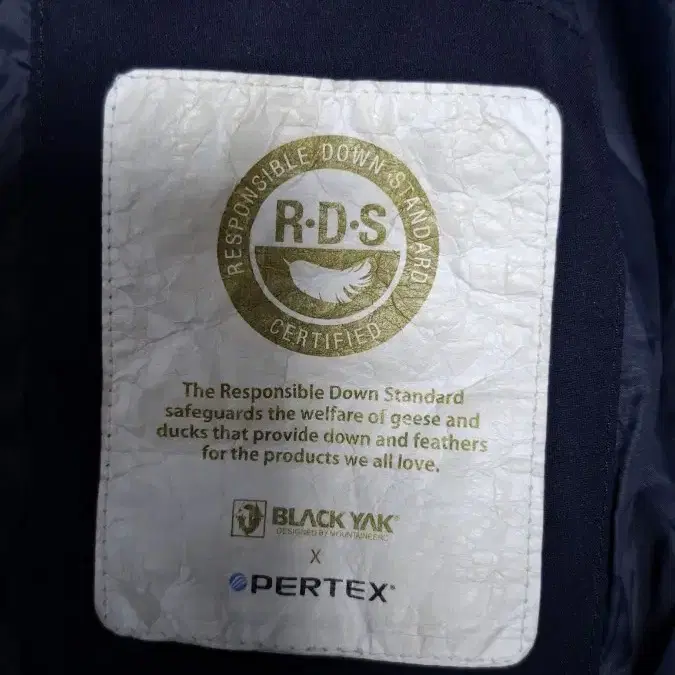 RESPONSIBLE DOWN STANDARD
R·D·S
CERTIFIED
The Responsible Down Standard
safeguards the welfare of geese and
ducks that provide down and feathers
for the products we all love.
BLACK YAK®
DESIGNED BY MOUNTAINEERS
X
PERTEX®